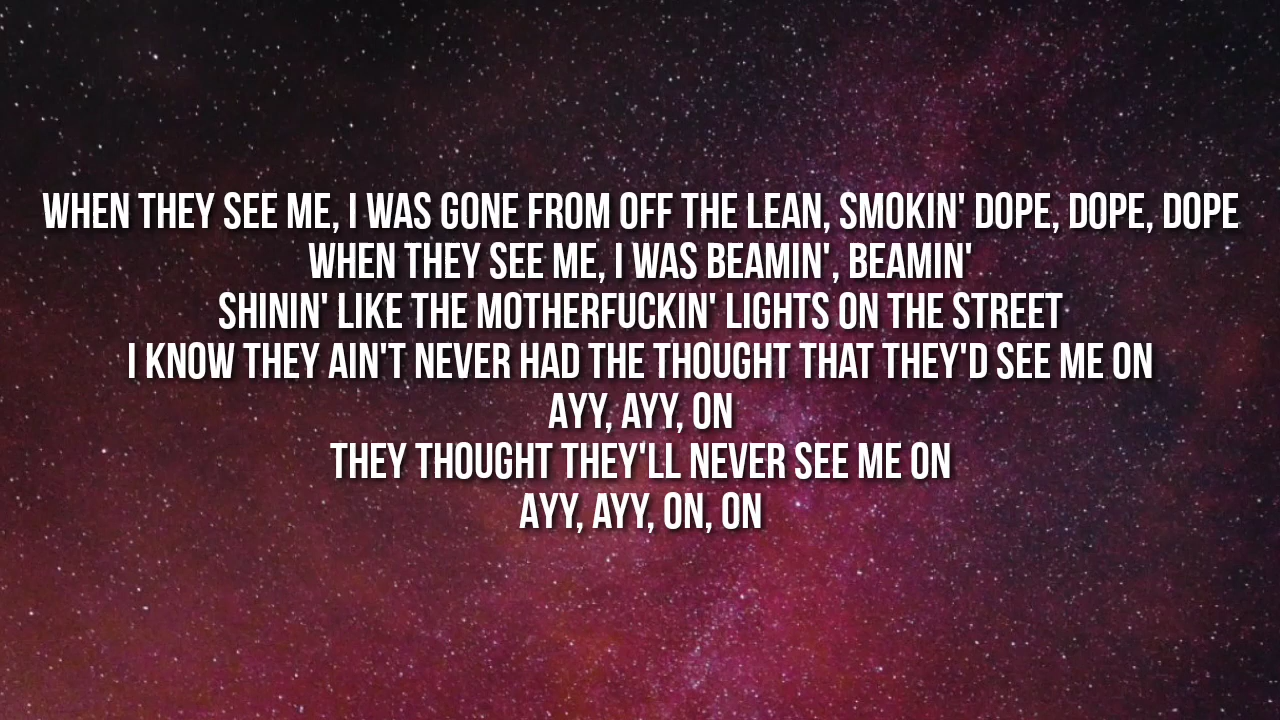 WHEN THEY SEE ME, I WAS GONE FROM OFF THE LEAN, SMOKIN' DOPE, DOPE, DOPE
WHEN THEY SEE ME, I WAS BEAMIN', BEAMIN'
SHININ' LIKE THE MOTHERFUCKIN' LIGHTS ON THE STREET
I KNOW THEY AIN'T NEVER HAD THE THOUGHT THAT THEY'D SEE ME ON
AYY, AYY, ON
THEY THOUGHT THEY'LL NEVER SEE ME ON
AYY, AYY, ON, ON